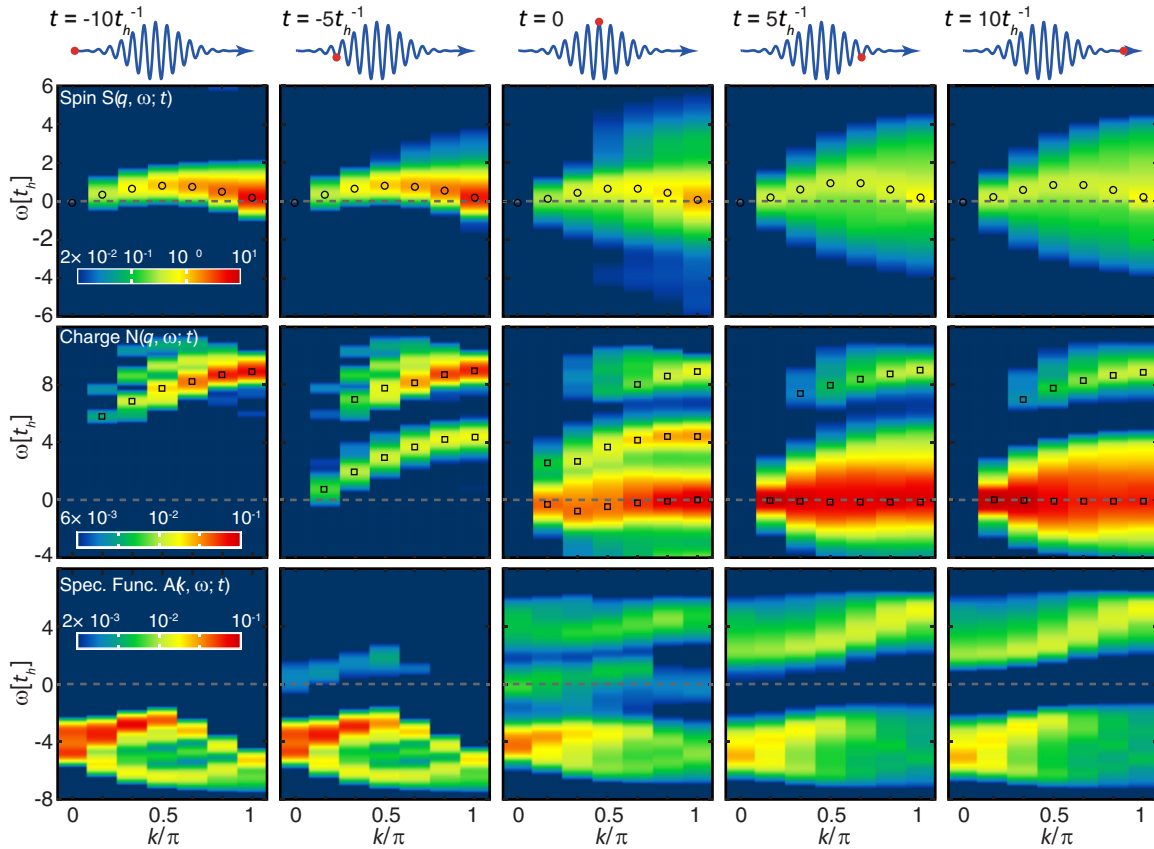 t = -10t_h^-1 t = -5t_h^-1 t = 0 t = 5t_h^-1 10t_h^-1
Spin S(q, ω; t)
6
4
2
0
-2
-4
-6
ω[t_h]
2× 10^-2 10^-1 10^0 10^1
Charge N(q, ω; t)
8
4
0
-4
ω[t_h]
6× 10^-3 10^-2 10^-1
Spec. Func. A(k, ω; t)
2× 10^-3 10^-2 10^-1
4
0
-4
-8
ω[t_h]
0 0.5 1 0 0.5 1 0 0.5 1 0 0.5 1 0 0.5 1
k/π k/π k/π k/π k/π